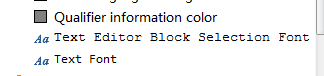 Qualifier information color
Aa Text Editor Block Selection Font
Aa Text Font